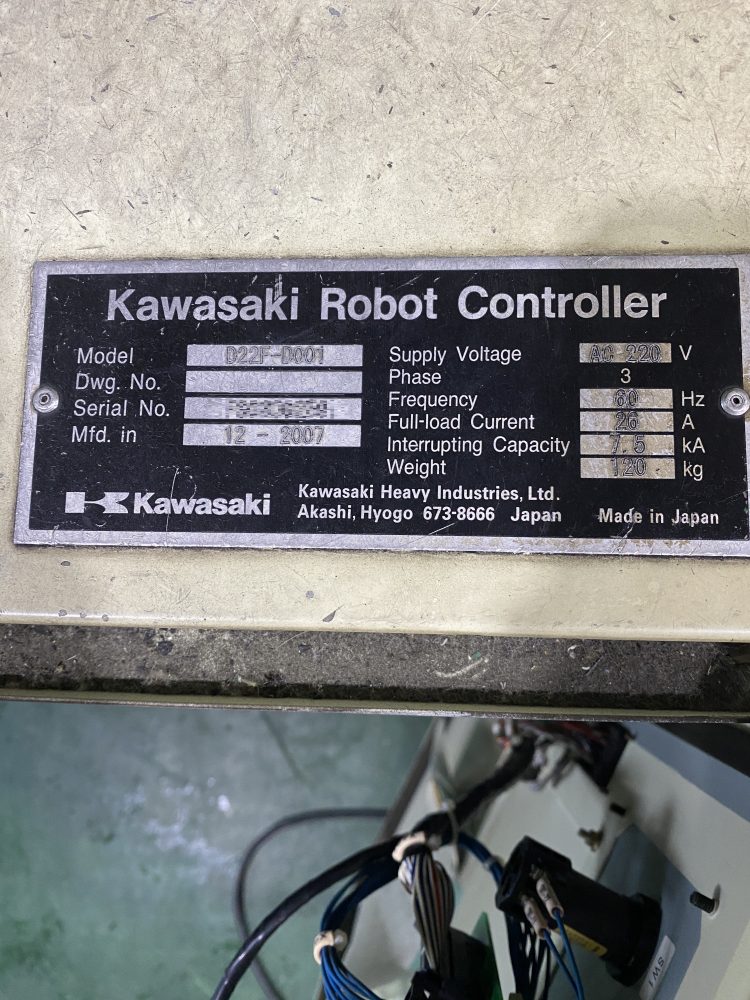 Kawasaki Robot Controller
Model D22F-D001
Dwg. No.
Serial No.
Mfd. in 12 - 2007
Supply Voltage AC 220 V
Phase 3
Frequency 60 Hz
Full-load Current 26 A
Interrupting Capacity 7.5 kA
Weight 120 kg
Kawasaki
Kawasaki Heavy Industries, Ltd.
Akashi, Hyogo 673-8666 Japan
Made in Japan
SW1